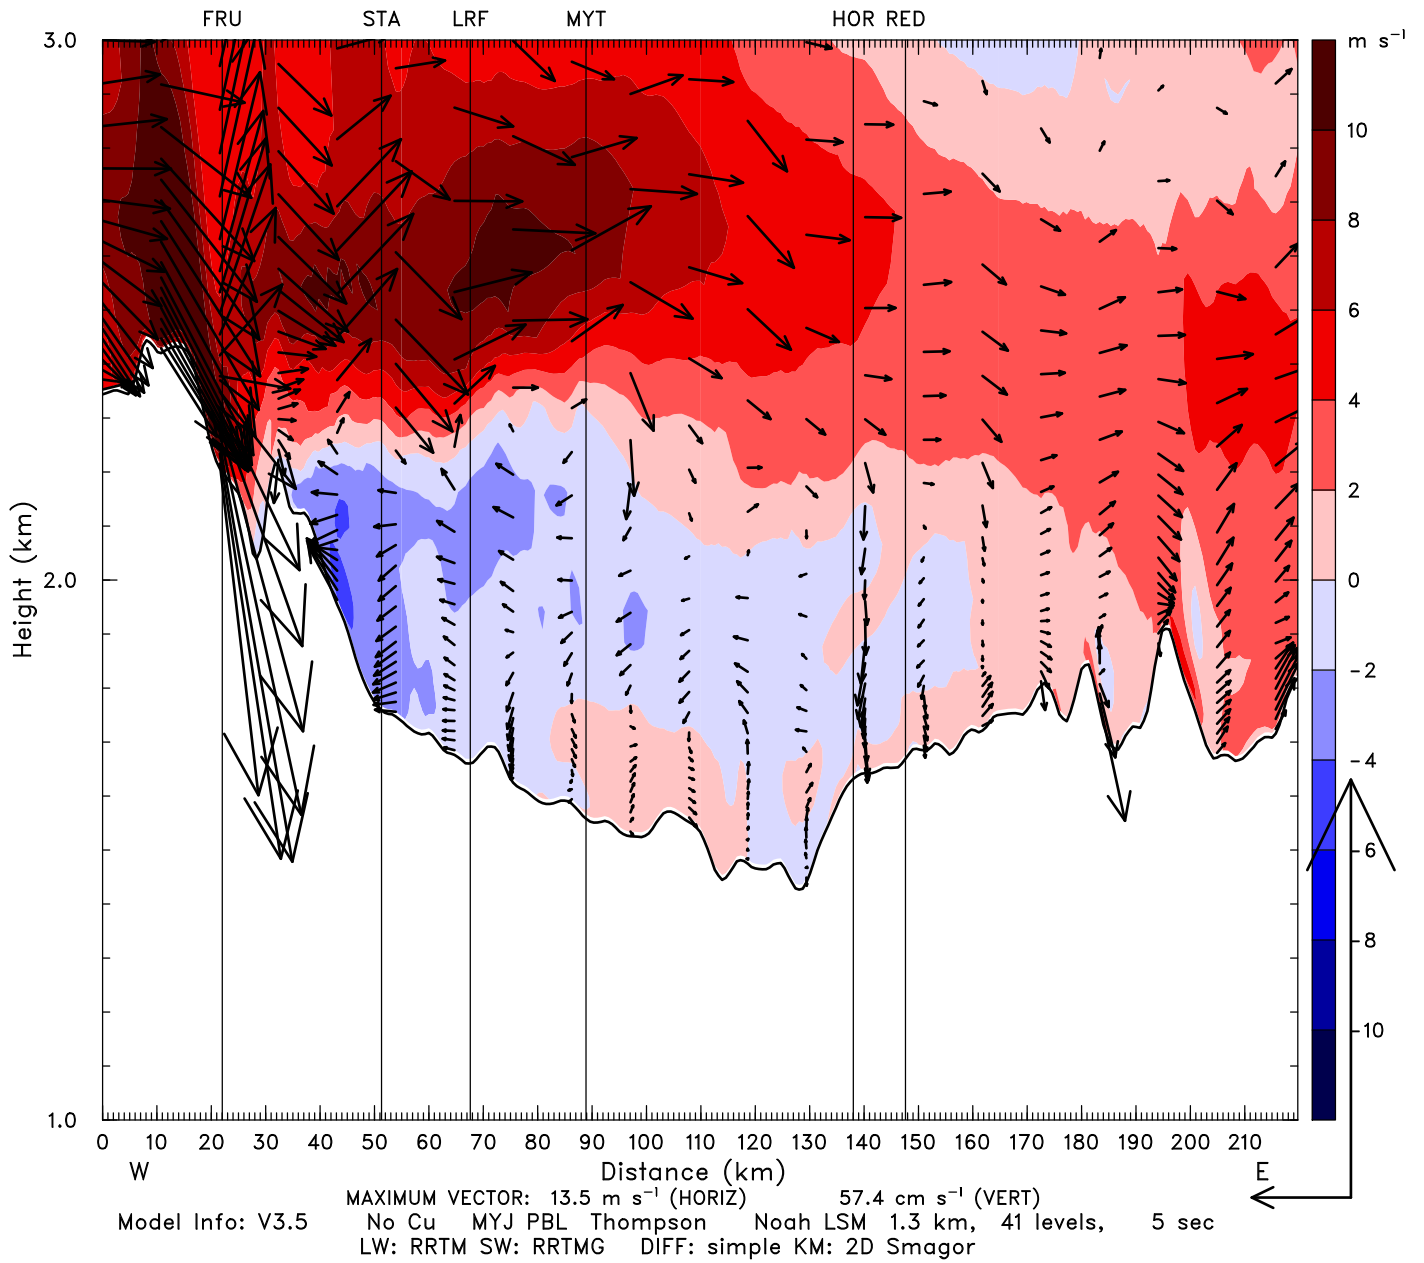 FRU STA LRF MYT HOR RED
3.0
m s⁻¹
10
8
6
4
2
Height (km)
2.0
0
−2
−4
−6
−8
−10
1.0
0 10 20 30 40 50 60 70 80 90 100 110 120 130 140 150 160 170 180 190 200 210
W Distance (km) E
MAXIMUM VECTOR: 13.5 m s⁻¹ (HORIZ) 57.4 cm s⁻¹ (VERT)
Model Info: V3.5 No Cu MYJ PBL Thompson Noah LSM 1.3 km, 41 levels, 5 sec
LW: RRTM SW: RRTMG DIFF: simple KM: 2D Smagor